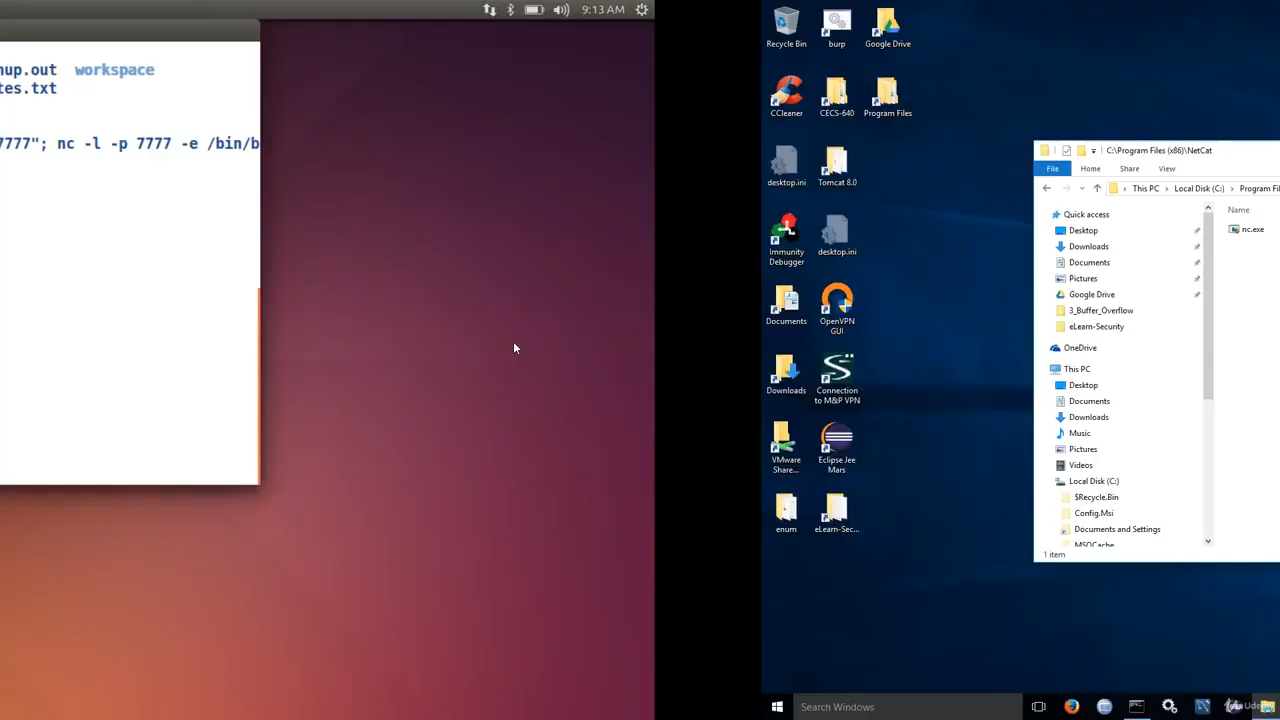 9:13 AM
nup.out workspace
tes.txt
7777"; nc -l -p 7777 -e /bin/b
Recycle Bin
burp
Google Drive
CCleaner
CECS-640
Program Files
desktop.ini
Tomcat 8.0
Immunity Debugger
desktop.ini
Documents
OpenVPN GUI
Downloads
Connection to M&P VPN
VMware Share...
Eclipse Jee Mars
enum
eLearn-Sec...
C:\Program Files (x86)\NetCat
File Home Share View
This PC Local Disk (C:) Program Fil
Name
nc.exe
Quick access
Desktop
Downloads
Documents
Pictures
Google Drive
3_Buffer_Overflow
eLearn-Security
OneDrive
This PC
Desktop
Documents
Downloads
Music
Pictures
Videos
Local Disk (C:)
$Recycle.Bin
Config.Msi
Documents and Settings
MSOCache
1 item
Search Windows
Udemy